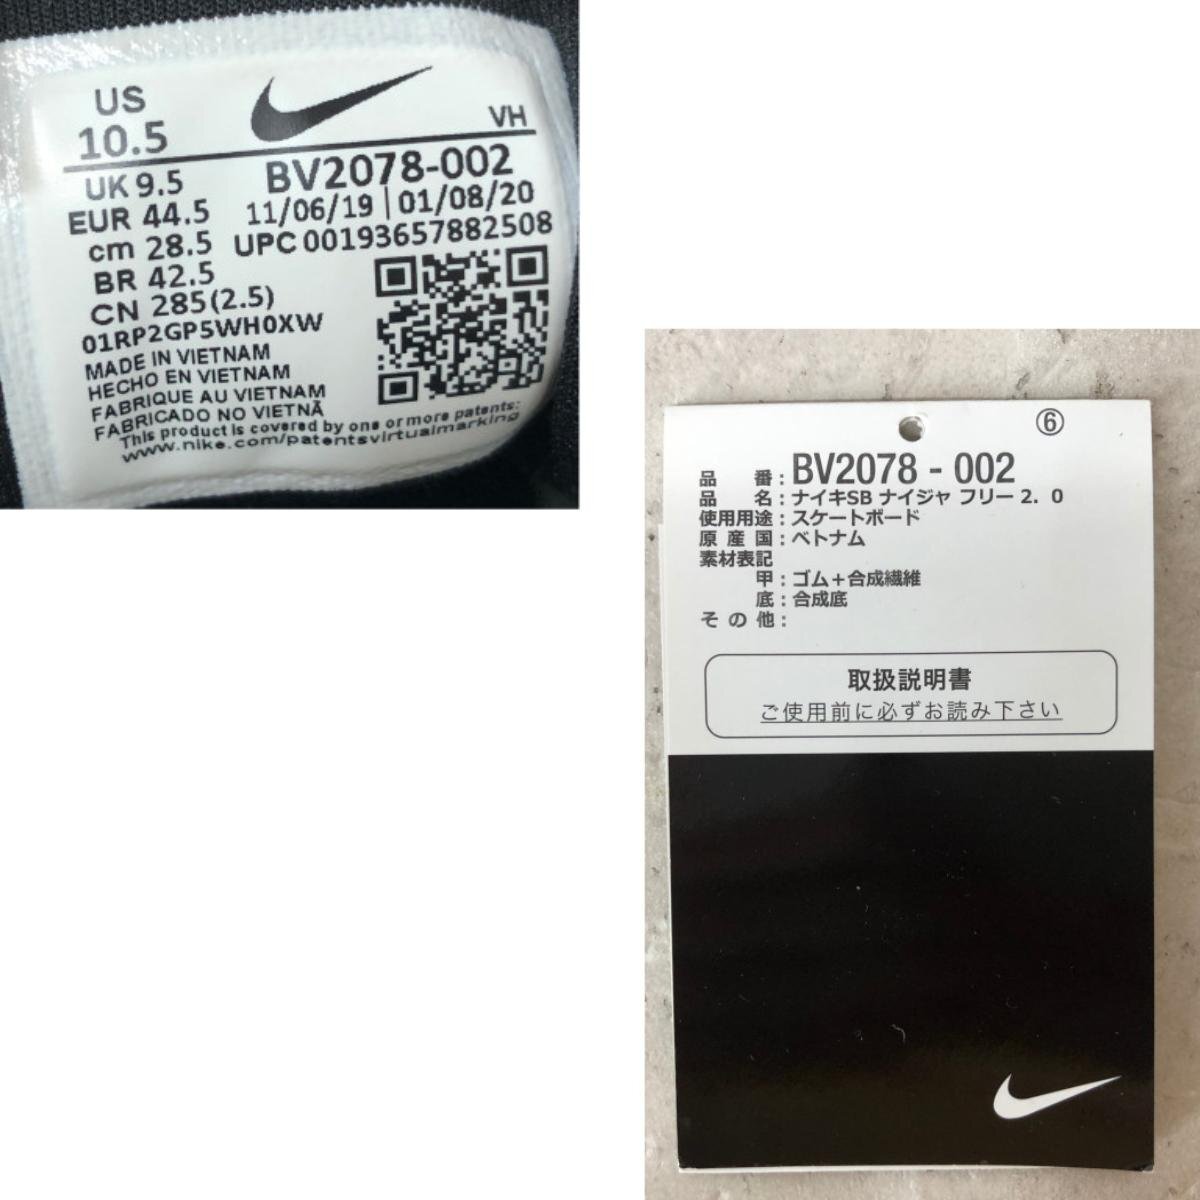 US
10.5
VH
UK 9.5
BV2078-002
EUR 44.5
11/06/19 | 01/08/20
cm 28.5
UPC 00193657882508
BR 42.5
CN 285(2.5)
01RP2GP5WH0XW
MADE IN VIETNAM
HECHO EN VIETNAM
FABRIQUE AU VIETNAM
FABRICADO NO VIETNÃ
This product is covered by one or more patents:
www.nike.com/patentsvirtualmarking
⑥
品 番：BV2078 - 002
品 名：ナイキSB ナイジャ フリー 2. 0
使用用途：スケートボード
原 産 国：ベトナム
素材表記
甲：ゴム＋合成繊維
底：合成底
そ の 他：
取扱説明書
ご使用前に必ずお読み下さい